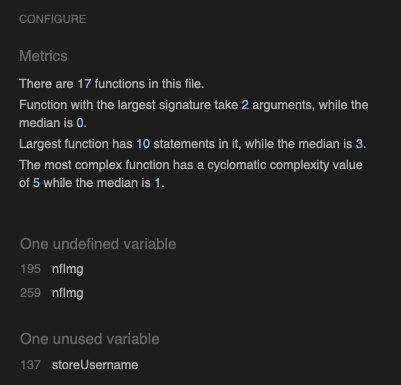 CONFIGURE
Metrics
There are 17 functions in this file.
Function with the largest signature take 2 arguments, while the
median is 0.
Largest function has 10 statements in it, while the median is 3.
The most complex function has a cyclomatic complexity value
of 5 while the median is 1.
One undefined variable
195 nfImg
259 nfImg
One unused variable
137 storeUsername